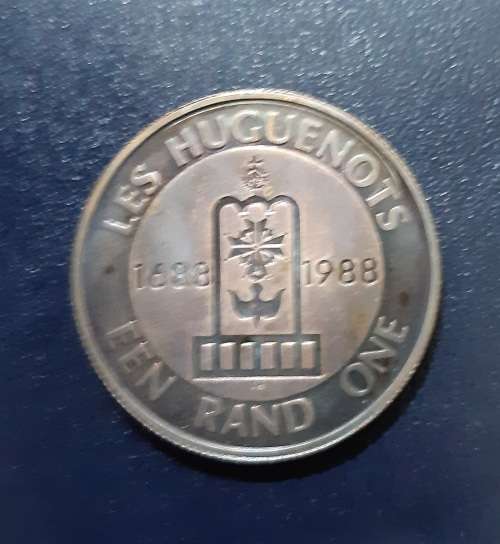 LES HUGUENOTS
1688 1988
EEN RAND ONE